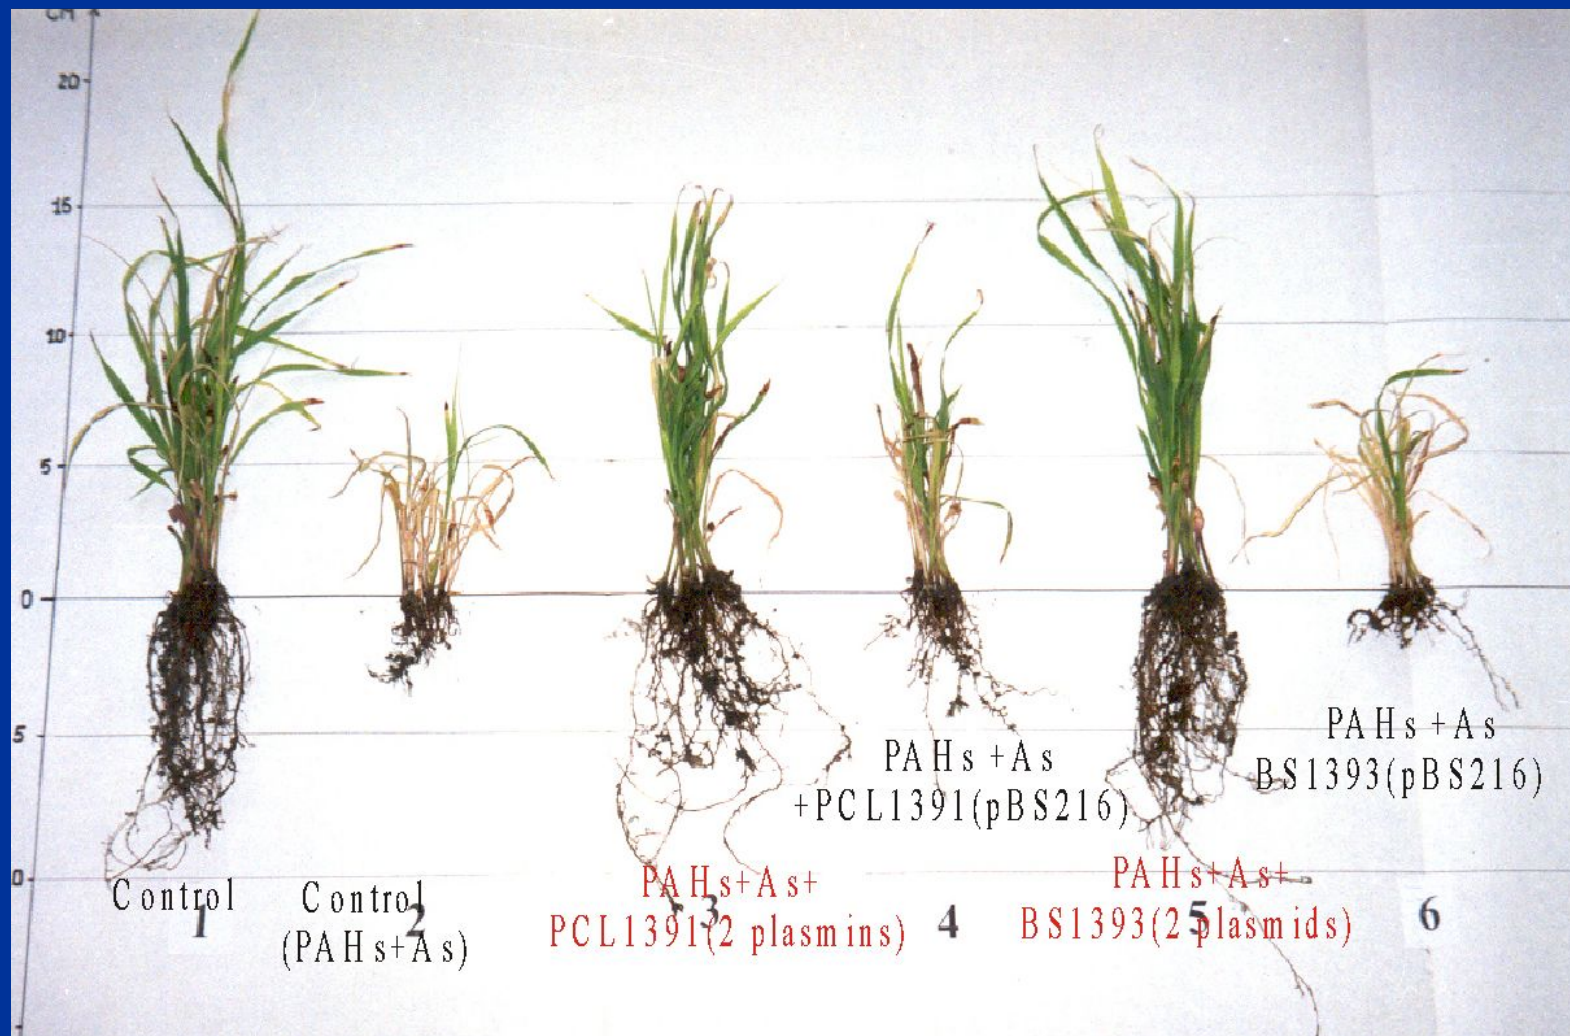 CM
20
15
10
5
0
5
0
PAHs +As
+PCL1391(pBS216)
PAHs +As
BS1393(pBS216)
Control
1
Control
2
(PAHs+As)
PAHs+As+
3
PCL1391(2 plasmins)
4
PAHs+As+
5
BS1393(2 plasmids)
6